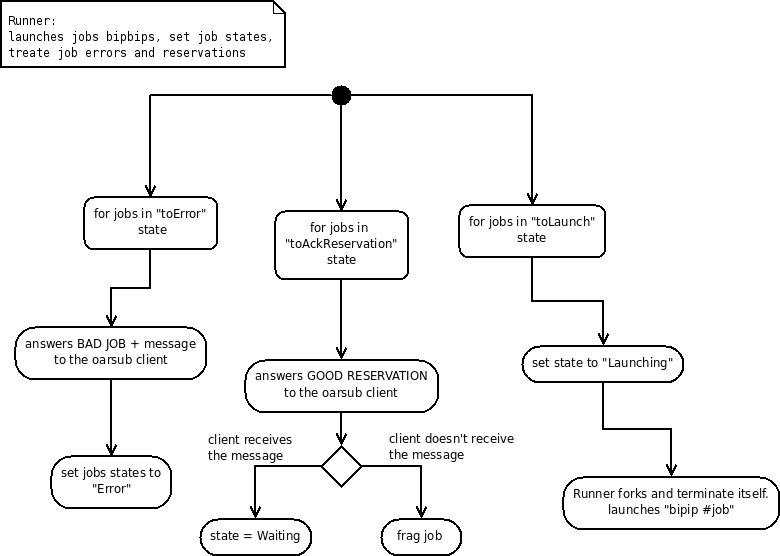 Runner:
launches jobs bipbips, set job states,
treate job errors and reservations
for jobs in "toError"
state
for jobs in
"toAckReservation"
state
for jobs in "toLaunch"
state
answers BAD JOB + message
to the oarsub client
answers GOOD RESERVATION
to the oarsub client
set state to "Launching"
client receives
the message
client doesn't receive
the message
set jobs states to
"Error"
state = Waiting
frag job
Runner forks and terminate itself.
launches "bipip #job"